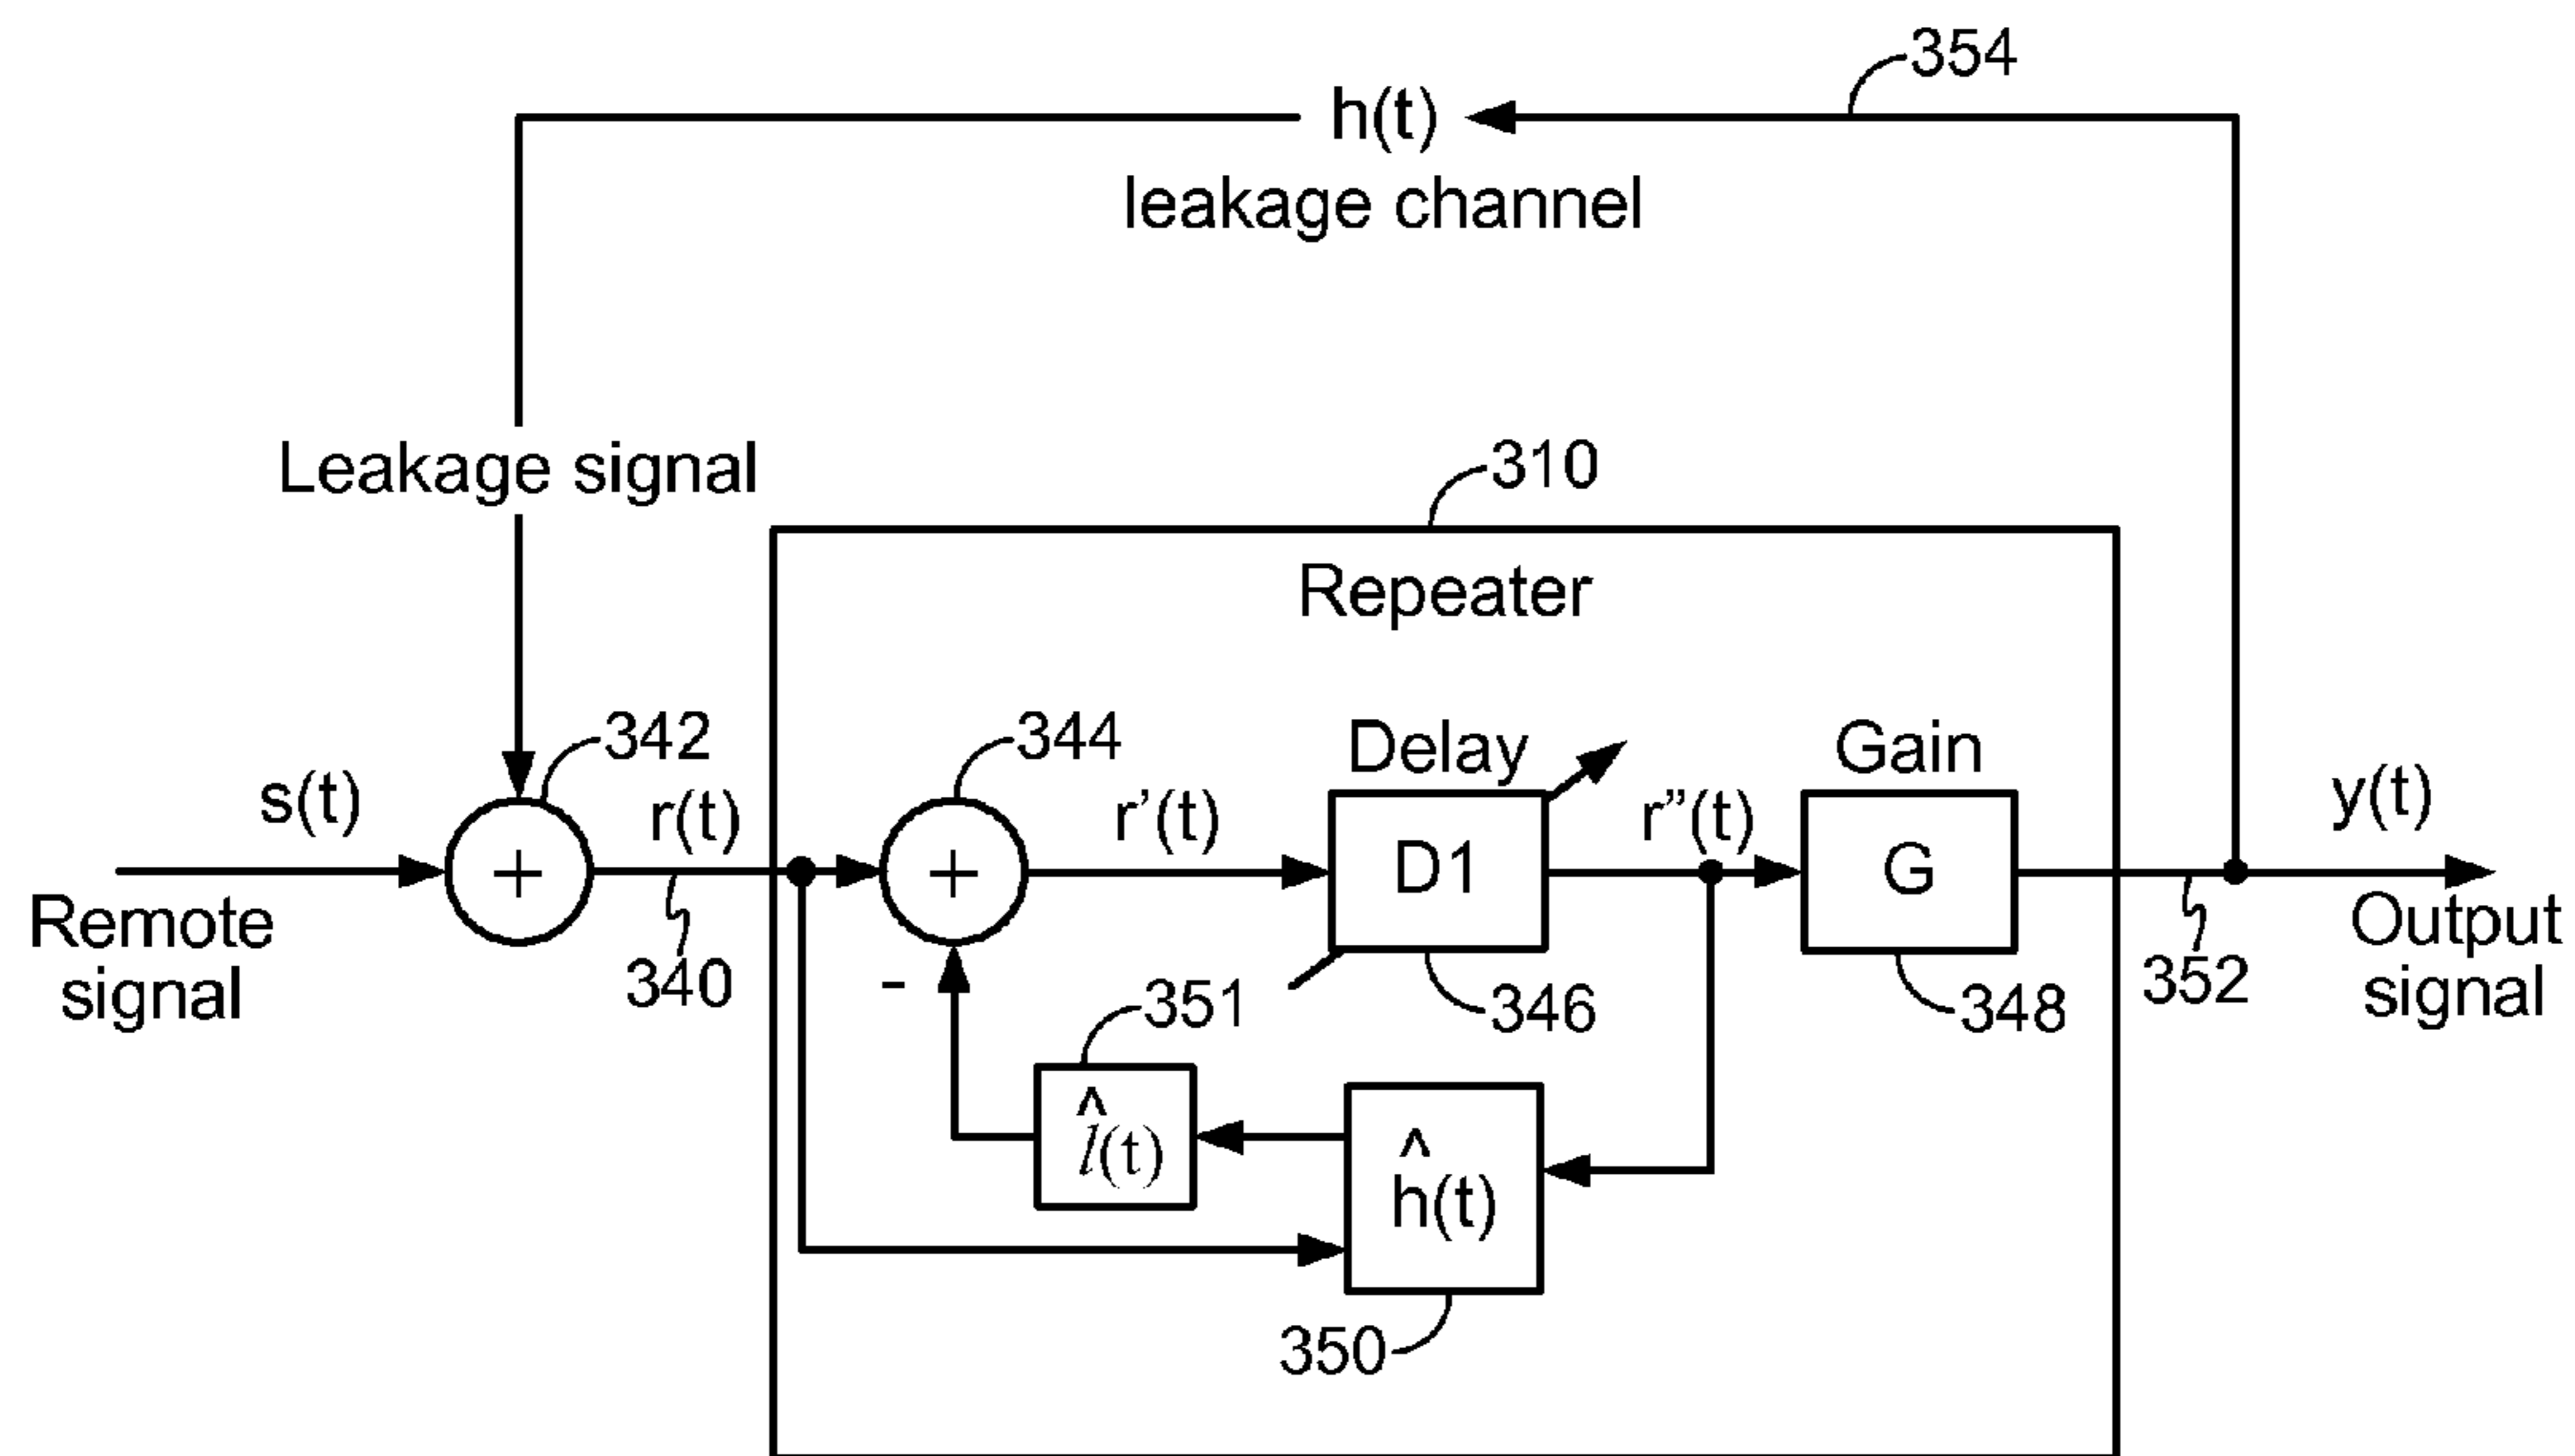 354
h(t)
leakage channel
Leakage signal
310
Repeater
342
344
Delay
Gain
s(t)
r(t)
r’(t)
r”(t)
y(t)
+
+
D1
G
Remote
signal
340
-
351
346
348
352
Output
signal
l̂(t)
ĥ(t)
350